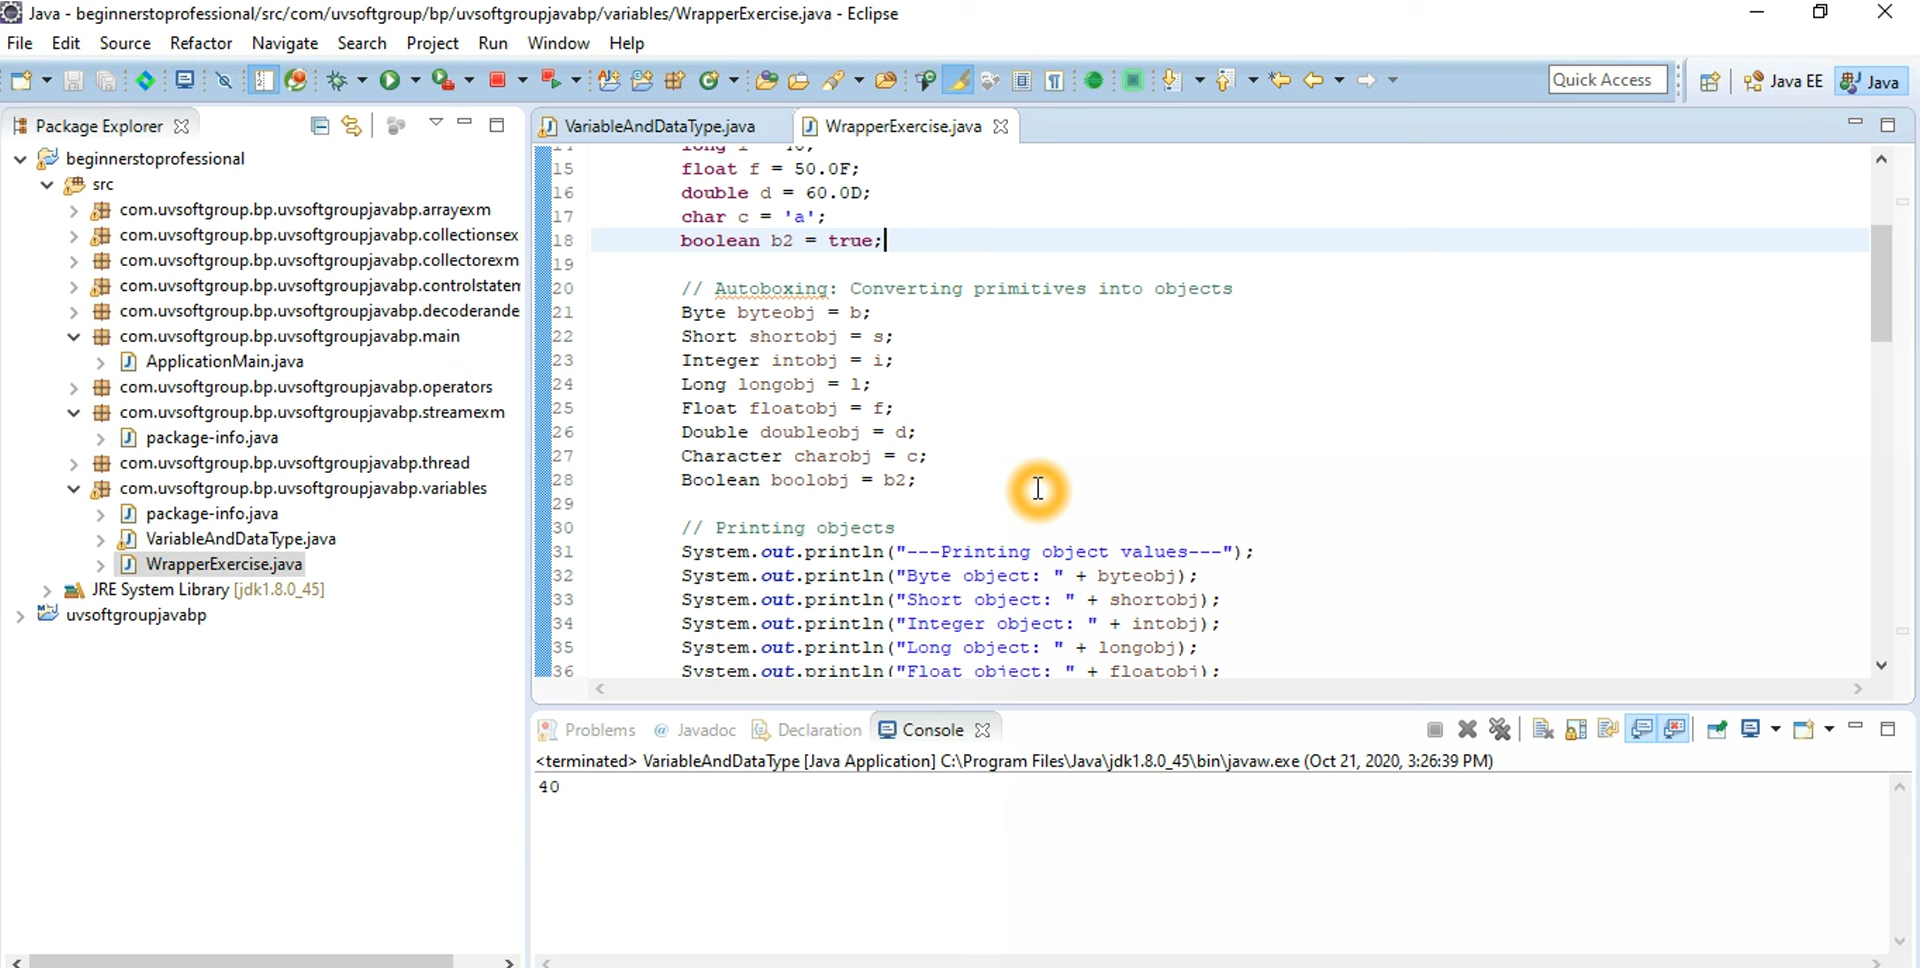 Java - beginnerstoprofessional/src/com/uvsoftgroup/bp/uvsoftgroupjavabp/variables/WrapperExercise.java - Eclipse
File Edit Source Refactor Navigate Search Project Run Window Help
Quick Access Java EE Java
Package Explorer
beginnerstoprofessional
src
com.uvsoftgroup.bp.uvsoftgroupjavabp.arrayexm
com.uvsoftgroup.bp.uvsoftgroupjavabp.collectionsex
com.uvsoftgroup.bp.uvsoftgroupjavabp.collectorexm
com.uvsoftgroup.bp.uvsoftgroupjavabp.controlstatem
com.uvsoftgroup.bp.uvsoftgroupjavabp.decoderande
com.uvsoftgroup.bp.uvsoftgroupjavabp.main
ApplicationMain.java
com.uvsoftgroup.bp.uvsoftgroupjavabp.operators
com.uvsoftgroup.bp.uvsoftgroupjavabp.streamexm
package-info.java
com.uvsoftgroup.bp.uvsoftgroupjavabp.thread
com.uvsoftgroup.bp.uvsoftgroupjavabp.variables
package-info.java
VariableAndDataType.java
WrapperExercise.java
JRE System Library [jdk1.8.0_45]
uvsoftgroupjavabp
VariableAndDataType.java WrapperExercise.java
15 float f = 50.0F;
16 double d = 60.0D;
17 char c = 'a';
18 boolean b2 = true;
19
20 // Autoboxing: Converting primitives into objects
21 Byte byteobj = b;
22 Short shortobj = s;
23 Integer intobj = i;
24 Long longobj = l;
25 Float floatobj = f;
26 Double doubleobj = d;
27 Character charobj = c;
28 Boolean boolobj = b2;
29
30 // Printing objects
31 System.out.println("---Printing object values---");
32 System.out.println("Byte object: " + byteobj);
33 System.out.println("Short object: " + shortobj);
34 System.out.println("Integer object: " + intobj);
35 System.out.println("Long object: " + longobj);
36 System.out.println("Float object: " + floatobj);
Problems @ Javadoc Declaration Console
<terminated> VariableAndDataType [Java Application] C:\Program Files\Java\jdk1.8.0_45\bin\javaw.exe (Oct 21, 2020, 3:26:39 PM)
40